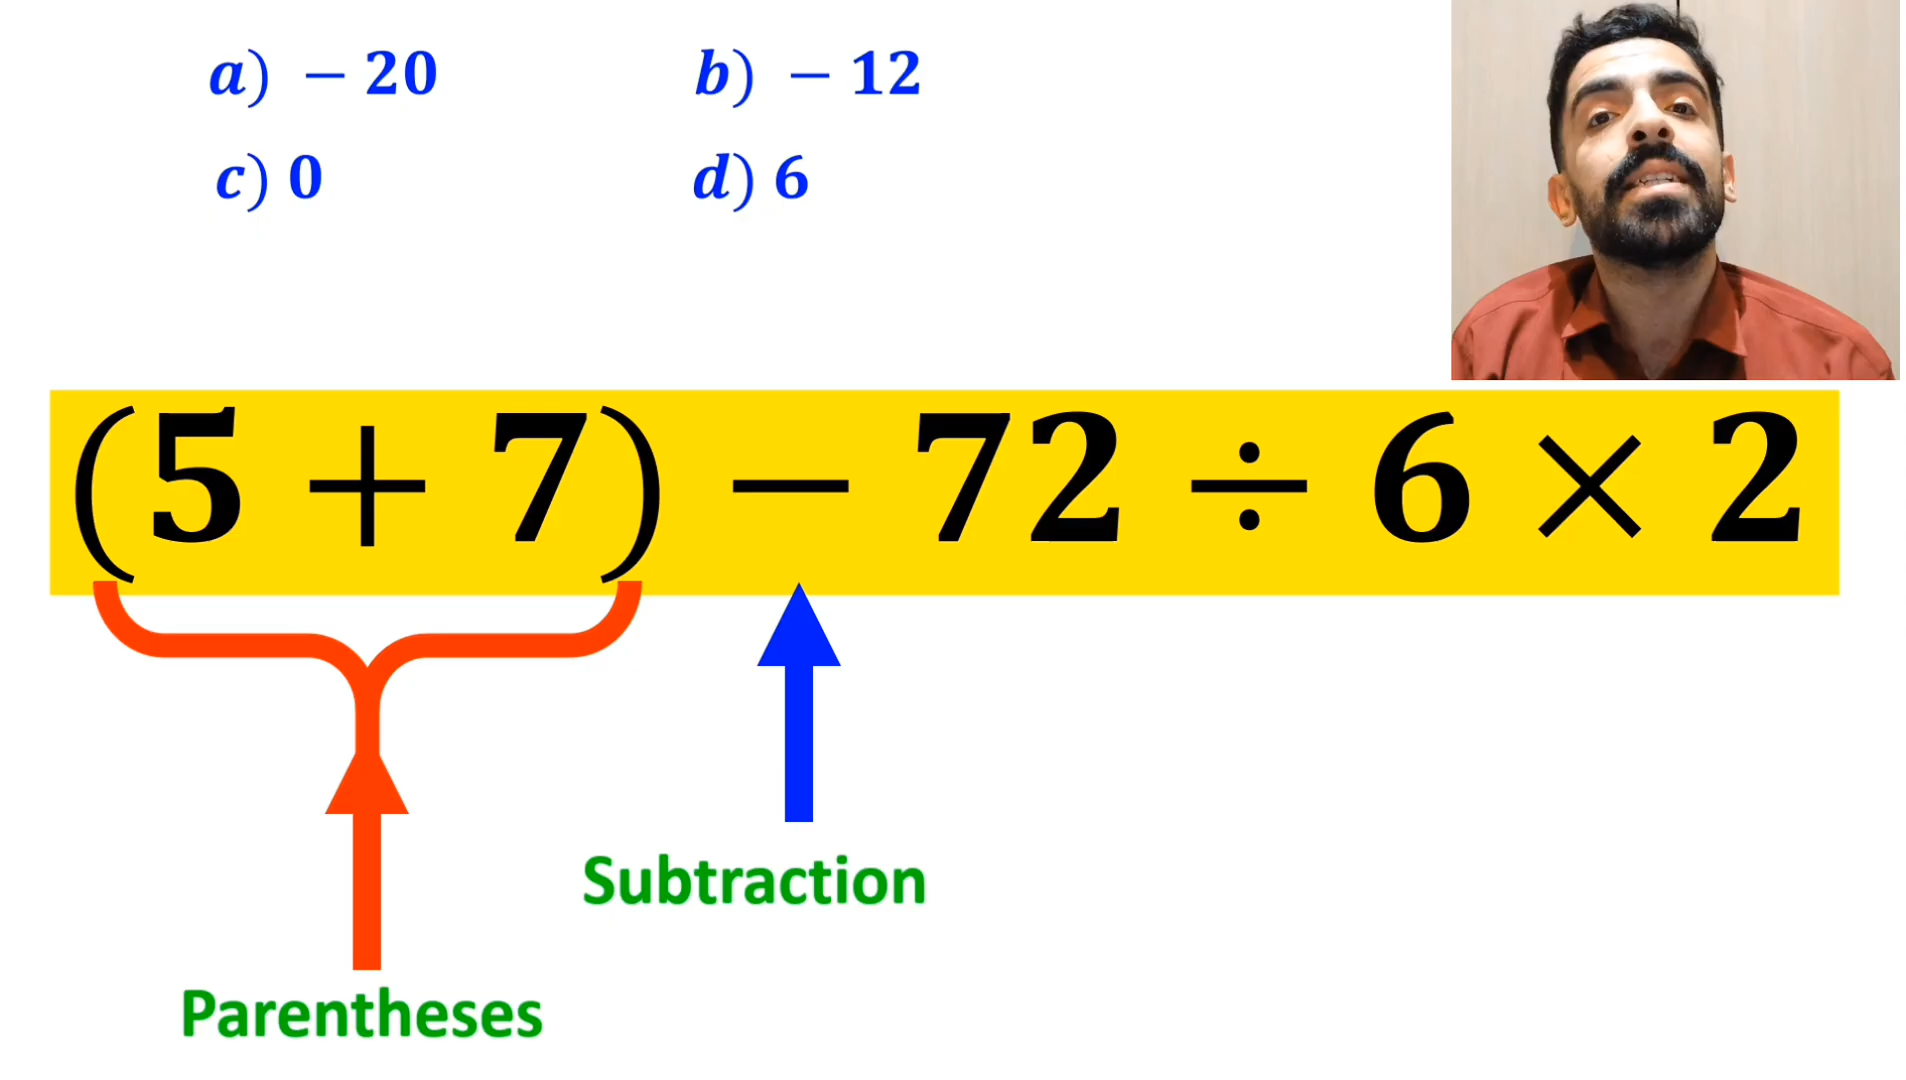 a) − 20 b) − 12
c) 0 d) 6
(5 + 7) − 72 ÷ 6 × 2
Subtraction
Parentheses